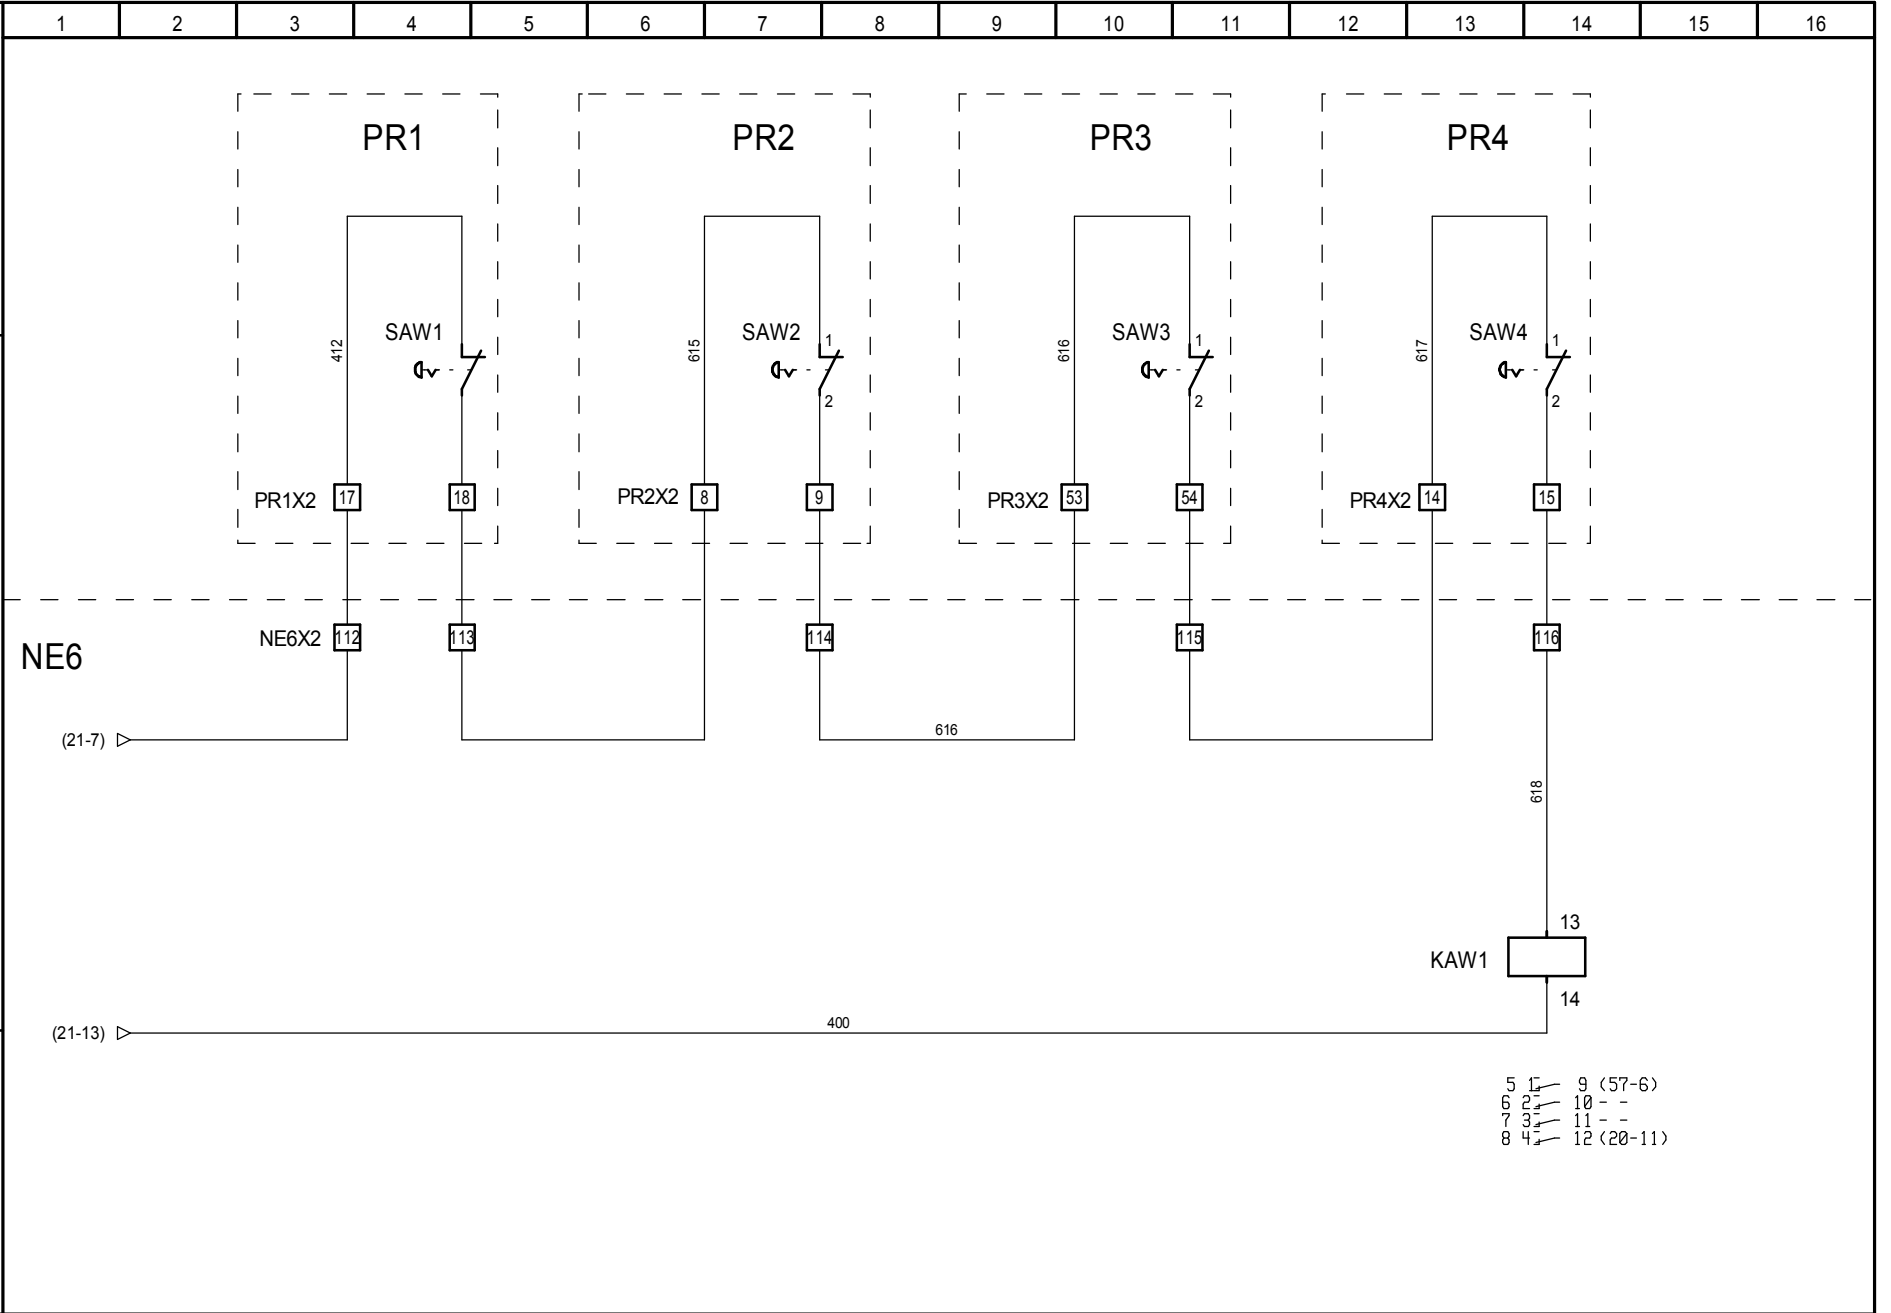 1 2 3 4 5 6 7 8 9 10 11 12 13 14 15 16
PR1 PR2 PR3 PR4
SAW1 SAW2 1 SAW3 1 SAW4 1
412 615 616 617
2 2 2
PR1X2 17 18 PR2X2 8 9 PR3X2 53 54 PR4X2 14 15
NE6X2 112 113 114 115 116
NE6
(21-7) 616
618
13
KAW1
14
(21-13) 400
5 1 9 (57-6)
6 2 10 - -
7 3 11 - -
8 4 12 (20-11)